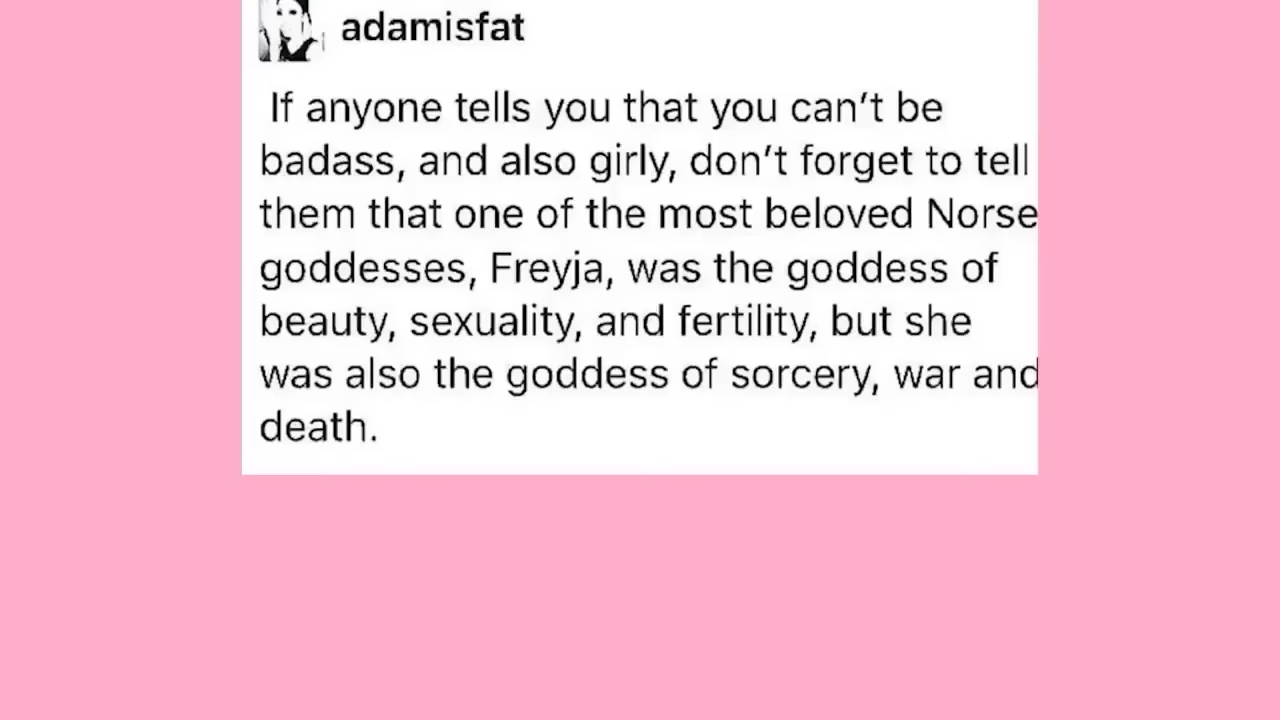 adamisfat
If anyone tells you that you can’t be
badass, and also girly, don’t forget to tell
them that one of the most beloved Norse
goddesses, Freyja, was the goddess of
beauty, sexuality, and fertility, but she
was also the goddess of sorcery, war and
death.